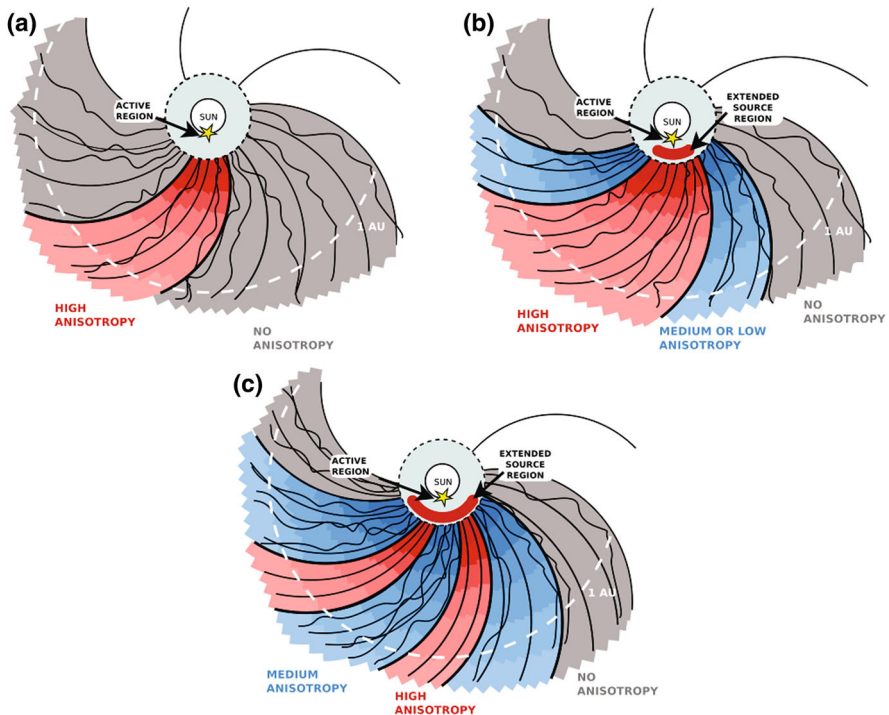 (a)
ACTIVE
REGION
SUN
1 AU
HIGH
ANISOTROPY
NO
ANISOTROPY
(b)
ACTIVE
REGION
SUN
EXTENDED
SOURCE
REGION
1 AU
HIGH
ANISOTROPY
MEDIUM OR LOW
ANISOTROPY
NO
ANISOTROPY
(c)
ACTIVE
REGION
SUN
EXTENDED
SOURCE
REGION
1 AU
MEDIUM
ANISOTROPY
HIGH
ANISOTROPY
NO
ANISOTROPY